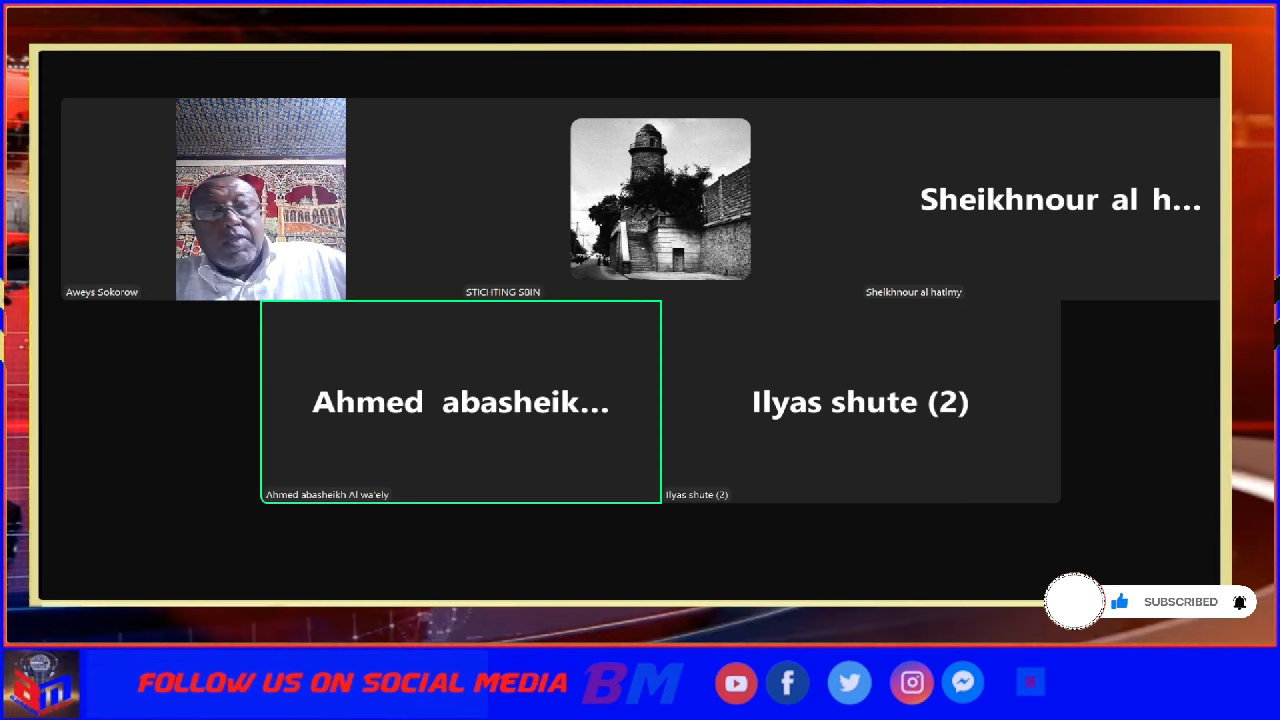 Sheikhnour al h...
Aweys Sokorow
STICHTING SBIN
Sheikhnour al hatimy
Ahmed abasheik...
Ilyas shute (2)
Ahmed abasheikh Al wa'ely
Ilyas shute (2)
SUBSCRIBED
FOLLOW US ON SOCIAL MEDIA
BM